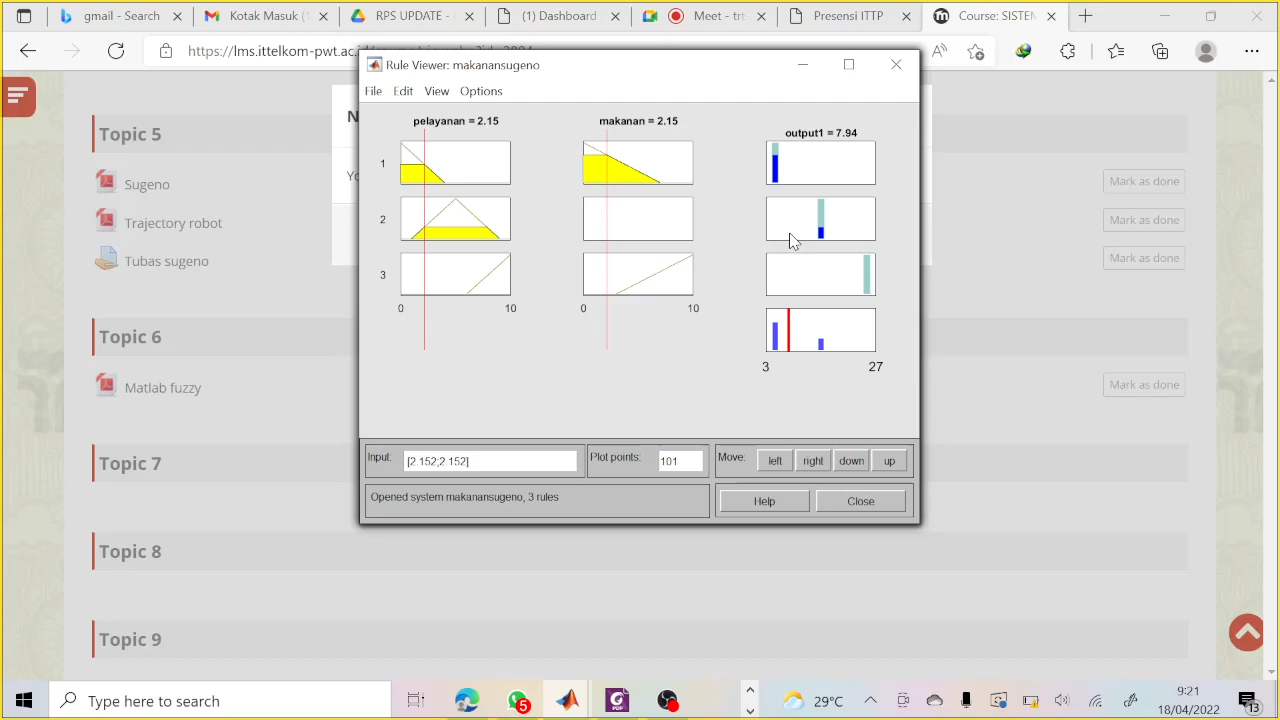 gmail - Search
Kotak Masuk (1
RPS UPDATE -
(1) Dashboard
Meet - trt
Presensi ITTP
Course: SISTEM
https://lms.ittelkom-pwt.ac.id
Rule Viewer: makanansugeno
File Edit View Options
Topic 5
Sugeno
Mark as done
Trajectory robot
Mark as done
Tubas sugeno
Mark as done
Topic 6
Matlab fuzzy
Mark as done
Topic 7
Topic 8
Topic 9
pelayanan = 2.15
makanan = 2.15
output1 = 7.94
1
2
3
0
10
0
10
3
27
Input:
[2.152;2.152]
Plot points:
101
Move:
left
right
down
up
Opened system makanansugeno, 3 rules
Help
Close
Type here to search
5
29°C
9:21
18/04/2022
13